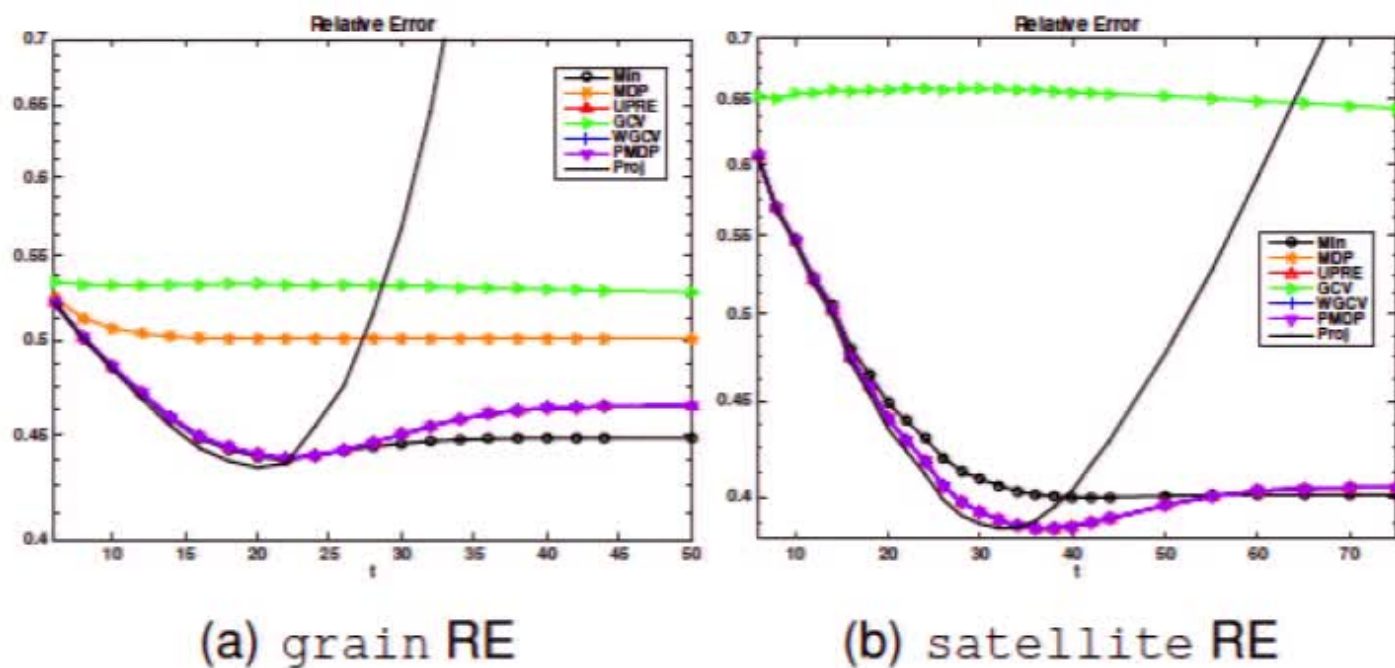 Relative Error
0.7
0.65
0.6
0.55
0.5
0.45
0.4
10 15 20 25 30 35 40 45 50
t
Min
MDP
UPRE
GCV
WGCV
PMDP
Proj
(a) grain RE
Relative Error
0.7
0.65
0.6
0.55
0.5
0.45
0.4
10 20 30 40 50 60 70
t
Min
MDP
UPRE
GCV
WGCV
PMDP
Proj
(b) satellite RE